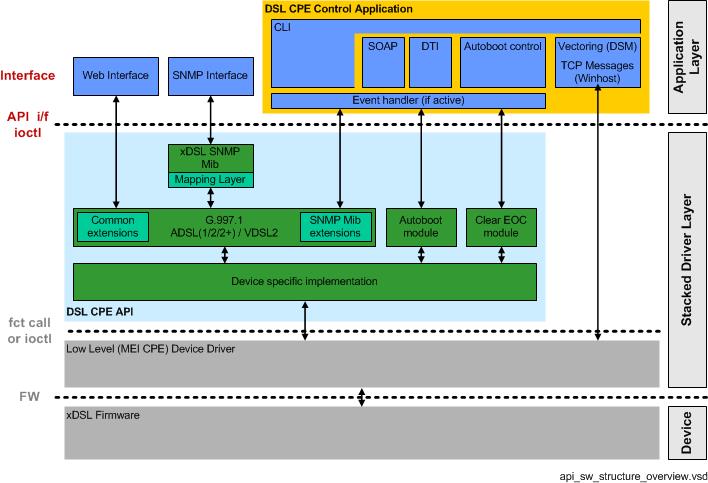 DSL CPE Control Application
CLI
SOAP
DTI
Autoboot control
Vectoring (DSM)
TCP Messages
(Winhost)
Event handler (if active)
Application
Layer
Interface
Web Interface
SNMP Interface
API i/f
ioctl
xDSL SNMP
Mib
Mapping Layer
Common
extensions
G.997.1
ADSL(1/2/2+) / VDSL2
SNMP Mib
extensions
Autoboot
module
Clear EOC
module
Device specific implementation
DSL CPE API
Stacked Driver Layer
fct call
or ioctl
Low Level (MEI CPE) Device Driver
FW
xDSL Firmware
Device
api_sw_structure_overview.vsd